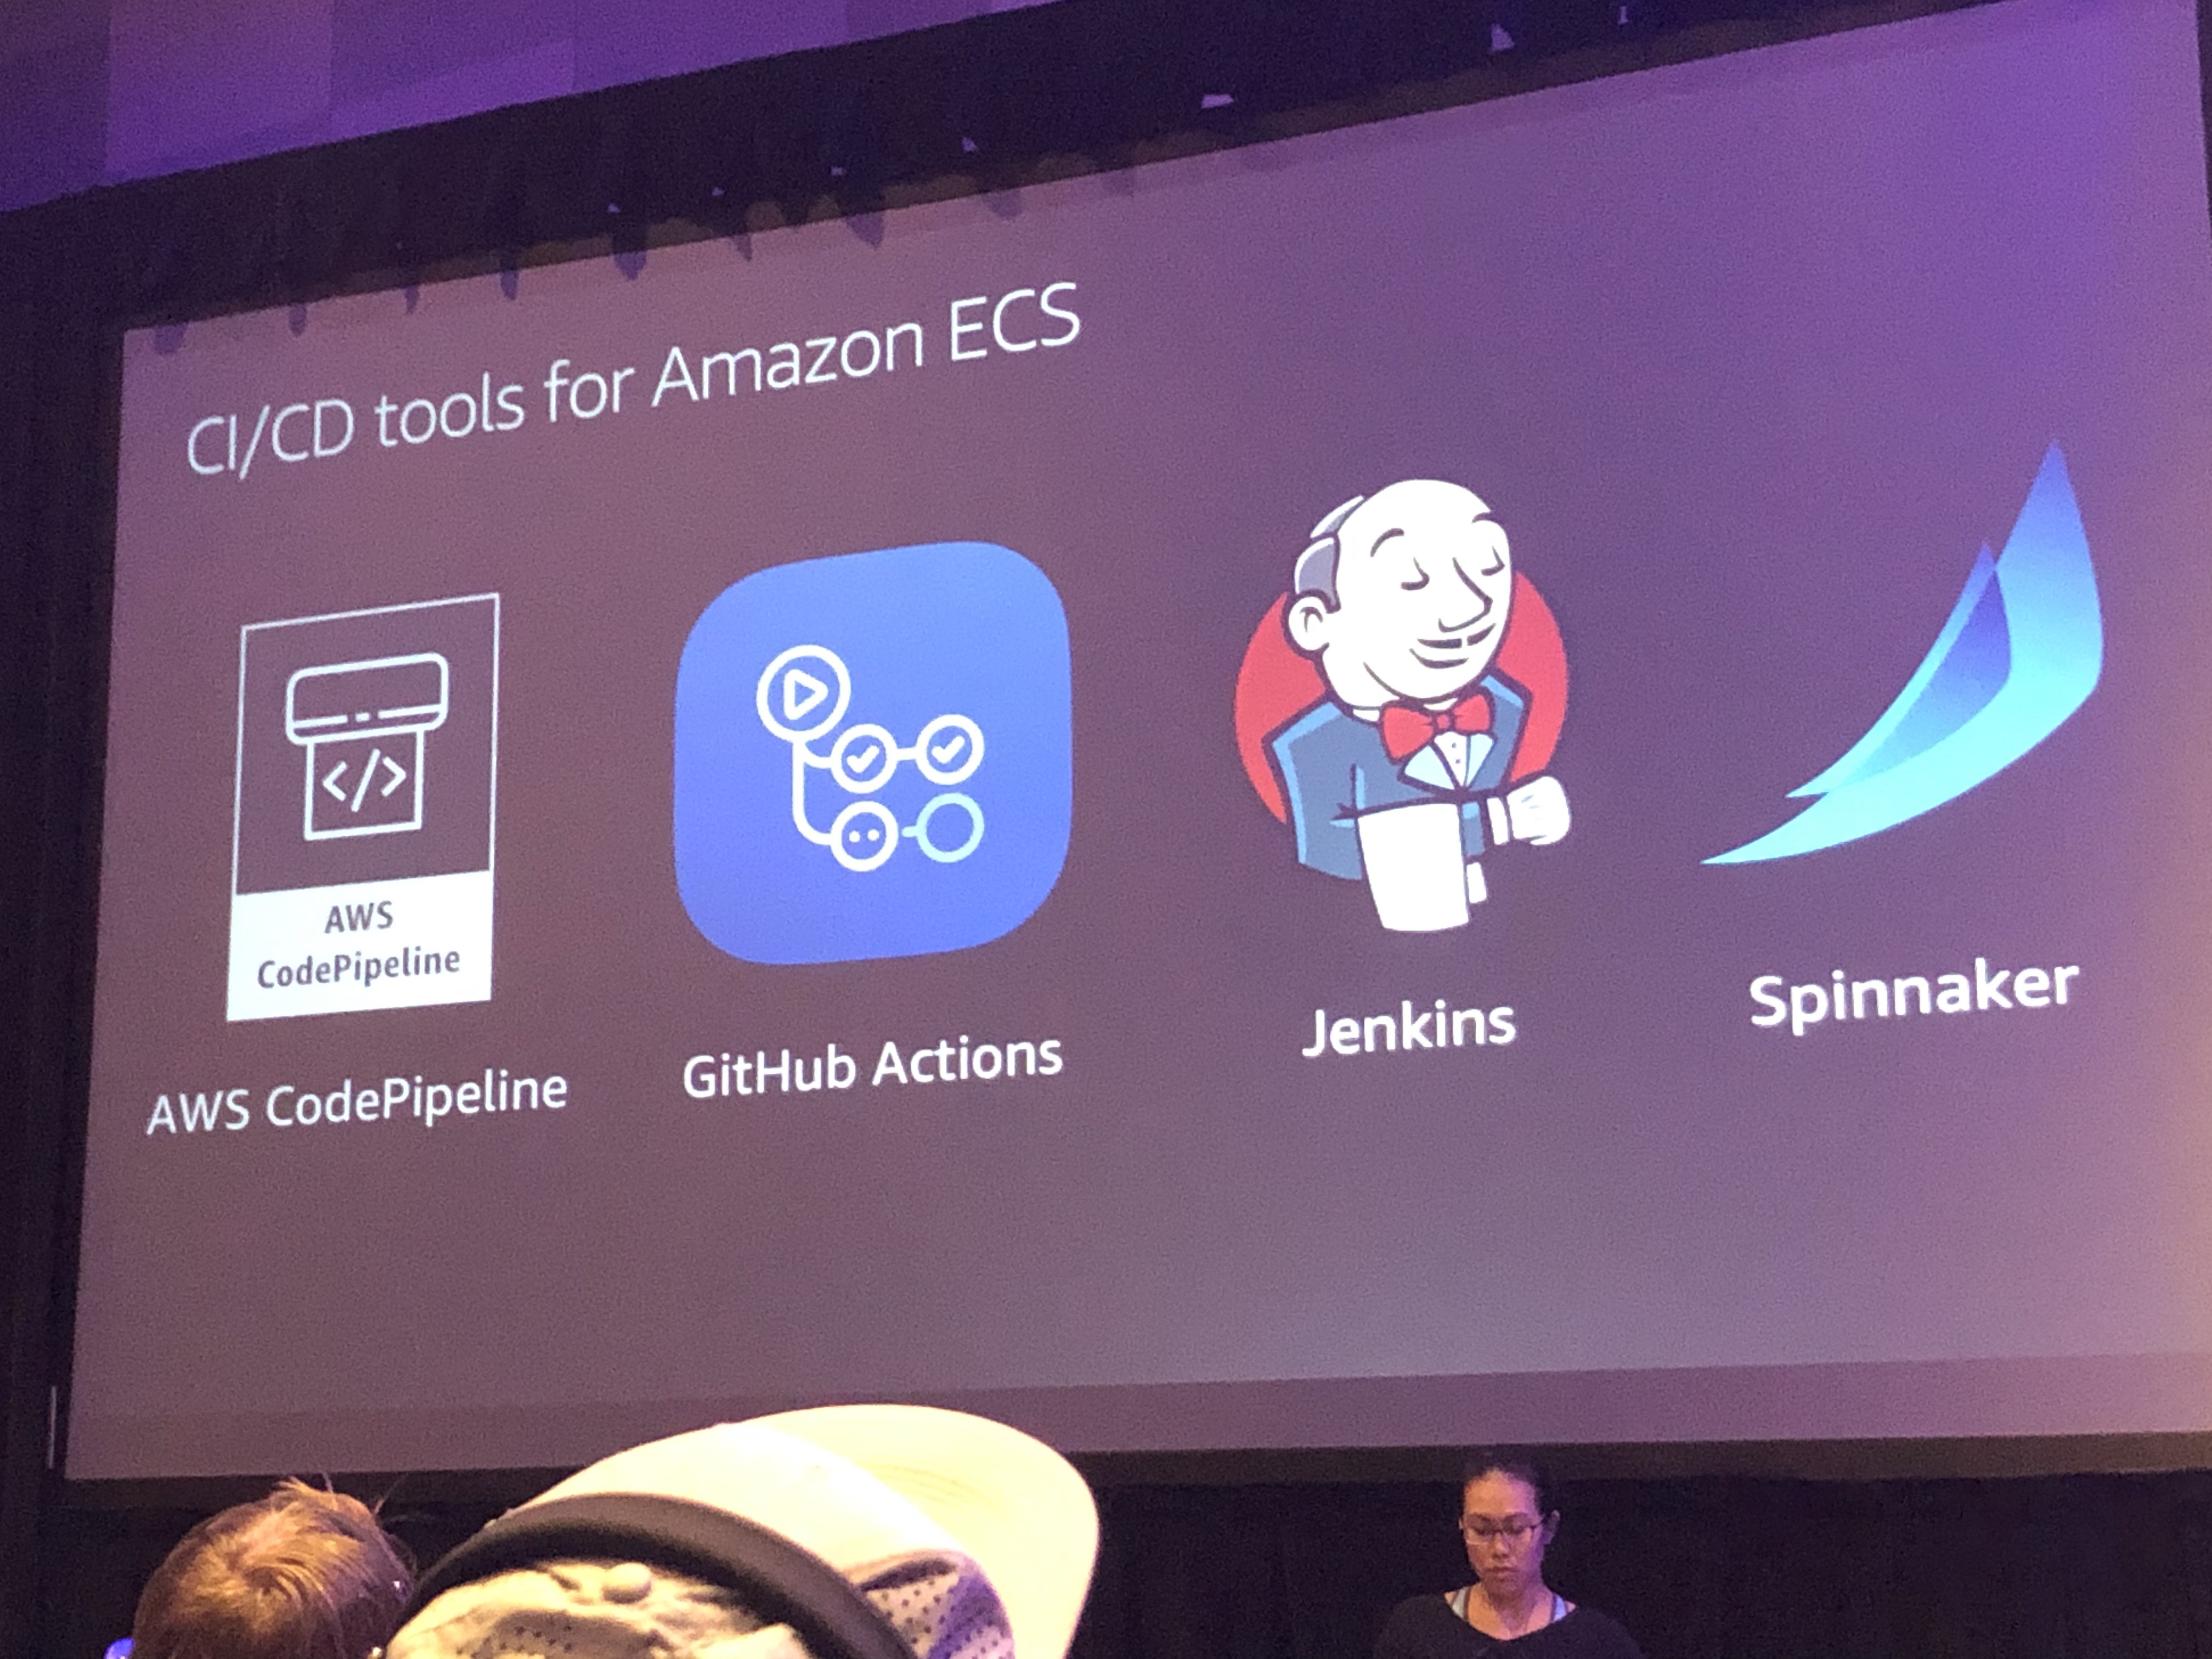 CI/CD tools for Amazon ECS
</>
AWS
CodePipeline
AWS CodePipeline
GitHub Actions
Jenkins
Spinnaker